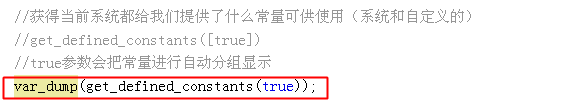 //获得当前系统都给我们提供了什么常量可供使用（系统和自定义的）
//get_defined_constants([true])
//true参数会把常量进行自动分组显示
var_dump(get_defined_constants(true));